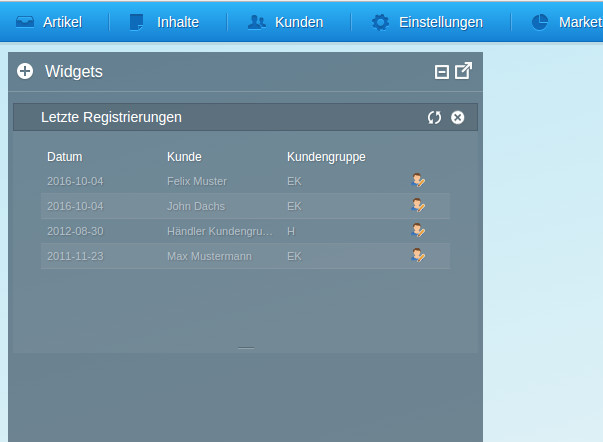 Artikel Inhalte Kunden Einstellungen Market
Widgets
Letzte Registrierungen
Datum Kunde Kundengruppe
2016-10-04 Felix Muster EK
2016-10-04 John Dachs EK
2012-08-30 Händler Kundengru... H
2011-11-23 Max Mustermann EK